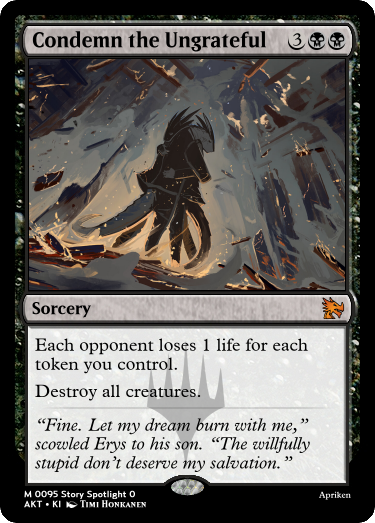 Condemn the Ungrateful 3
Sorcery
Each opponent loses 1 life for each
token you control.
Destroy all creatures.
“Fine. Let my dream burn with me,”
scowled Erys to his son. “The willfully
stupid don’t deserve my salvation.”
M 0095 Story Spotlight 0
Apriken
AKT • KI Timi Honkanen